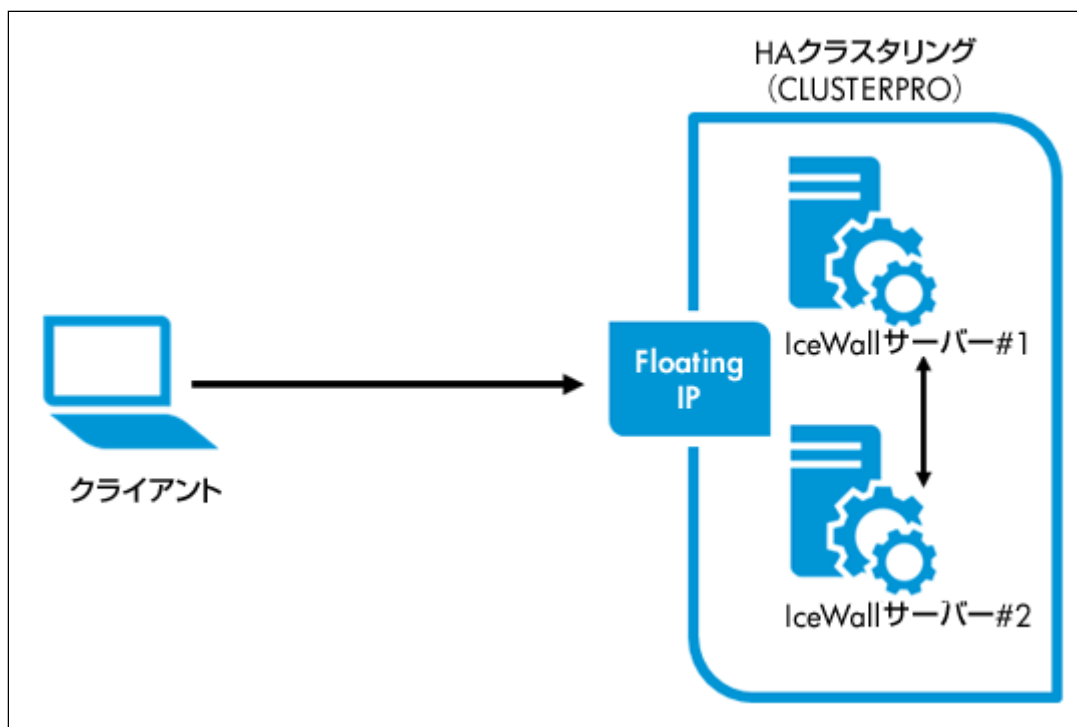 HAクラスタリング
（CLUSTERPRO）
IceWallサーバー#1
Floating
IP
クライアント
IceWallサーバー#2